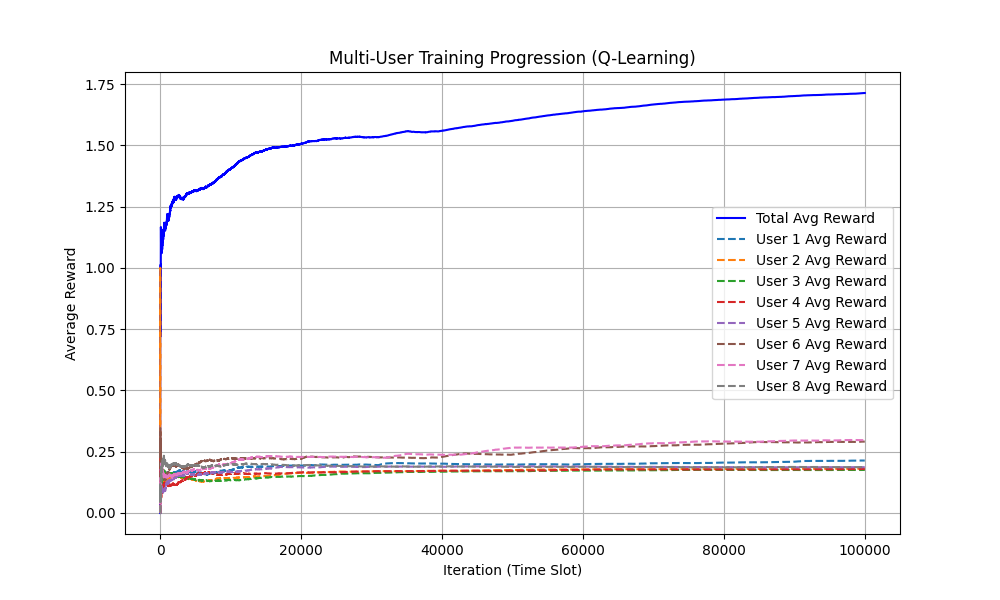 Multi-User Training Progression (Q-Learning)
Average Reward
1.75
1.50
1.25
1.00
0.75
0.50
0.25
0.00
Total Avg Reward
User 1 Avg Reward
User 2 Avg Reward
User 3 Avg Reward
User 4 Avg Reward
User 5 Avg Reward
User 6 Avg Reward
User 7 Avg Reward
User 8 Avg Reward
0 20000 40000 60000 80000 100000
Iteration (Time Slot)